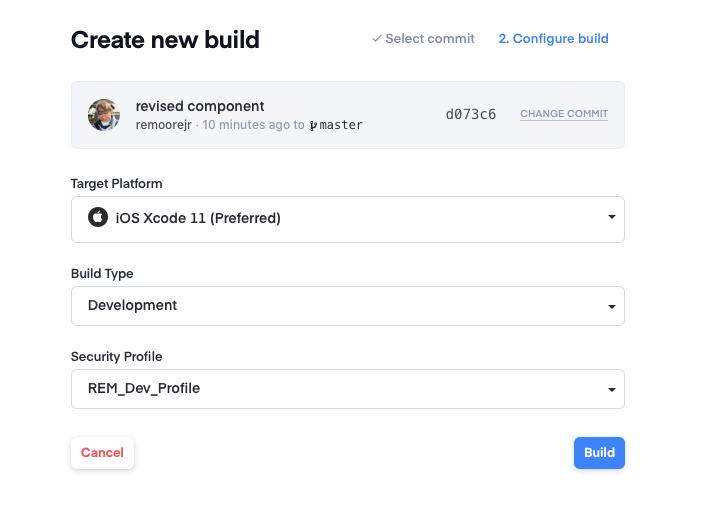 Create new build
✓ Select commit
2. Configure build
revised component
remoorejr · 10 minutes ago to master
d073c6
CHANGE COMMIT
Target Platform
iOS Xcode 11 (Preferred)
Build Type
Development
Security Profile
REM_Dev_Profile
Cancel
Build